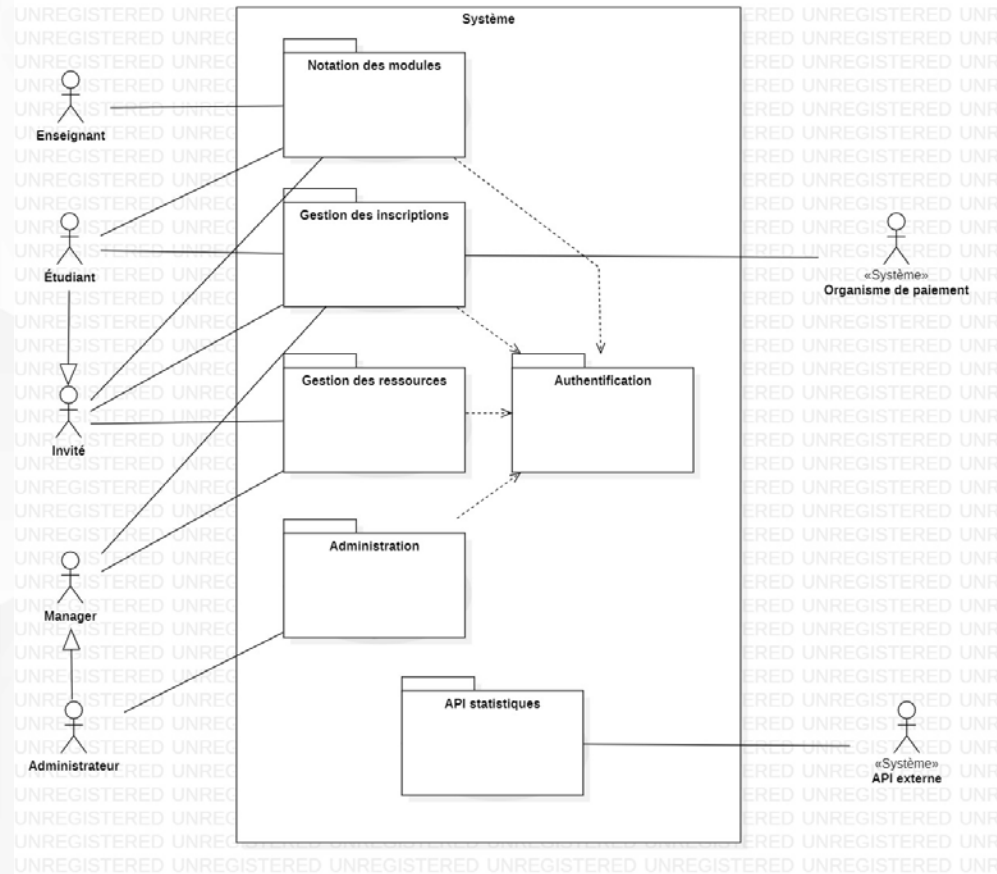 Système
Notation des modules
Enseignant
Gestion des inscriptions
Étudiant
«Système»
Organisme de paiement
Gestion des ressources
Authentification
Invité
Administration
Manager
API statistiques
Administrateur
«Système»
API externe
UNREGISTERED